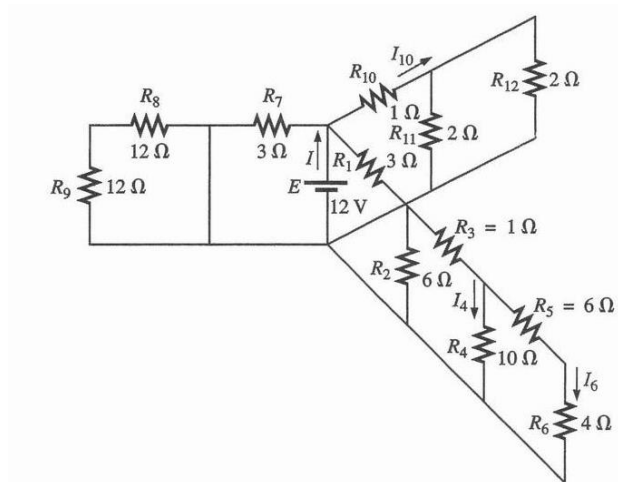 I10
R10
1 Ω
R11
2 Ω
R12
2 Ω
R8
12 Ω
R7
3 Ω
R9
12 Ω
I
E
12 V
R1
3 Ω
R2
6 Ω
R3 = 1 Ω
I4
R4
10 Ω
R5 = 6 Ω
I6
R6
4 Ω